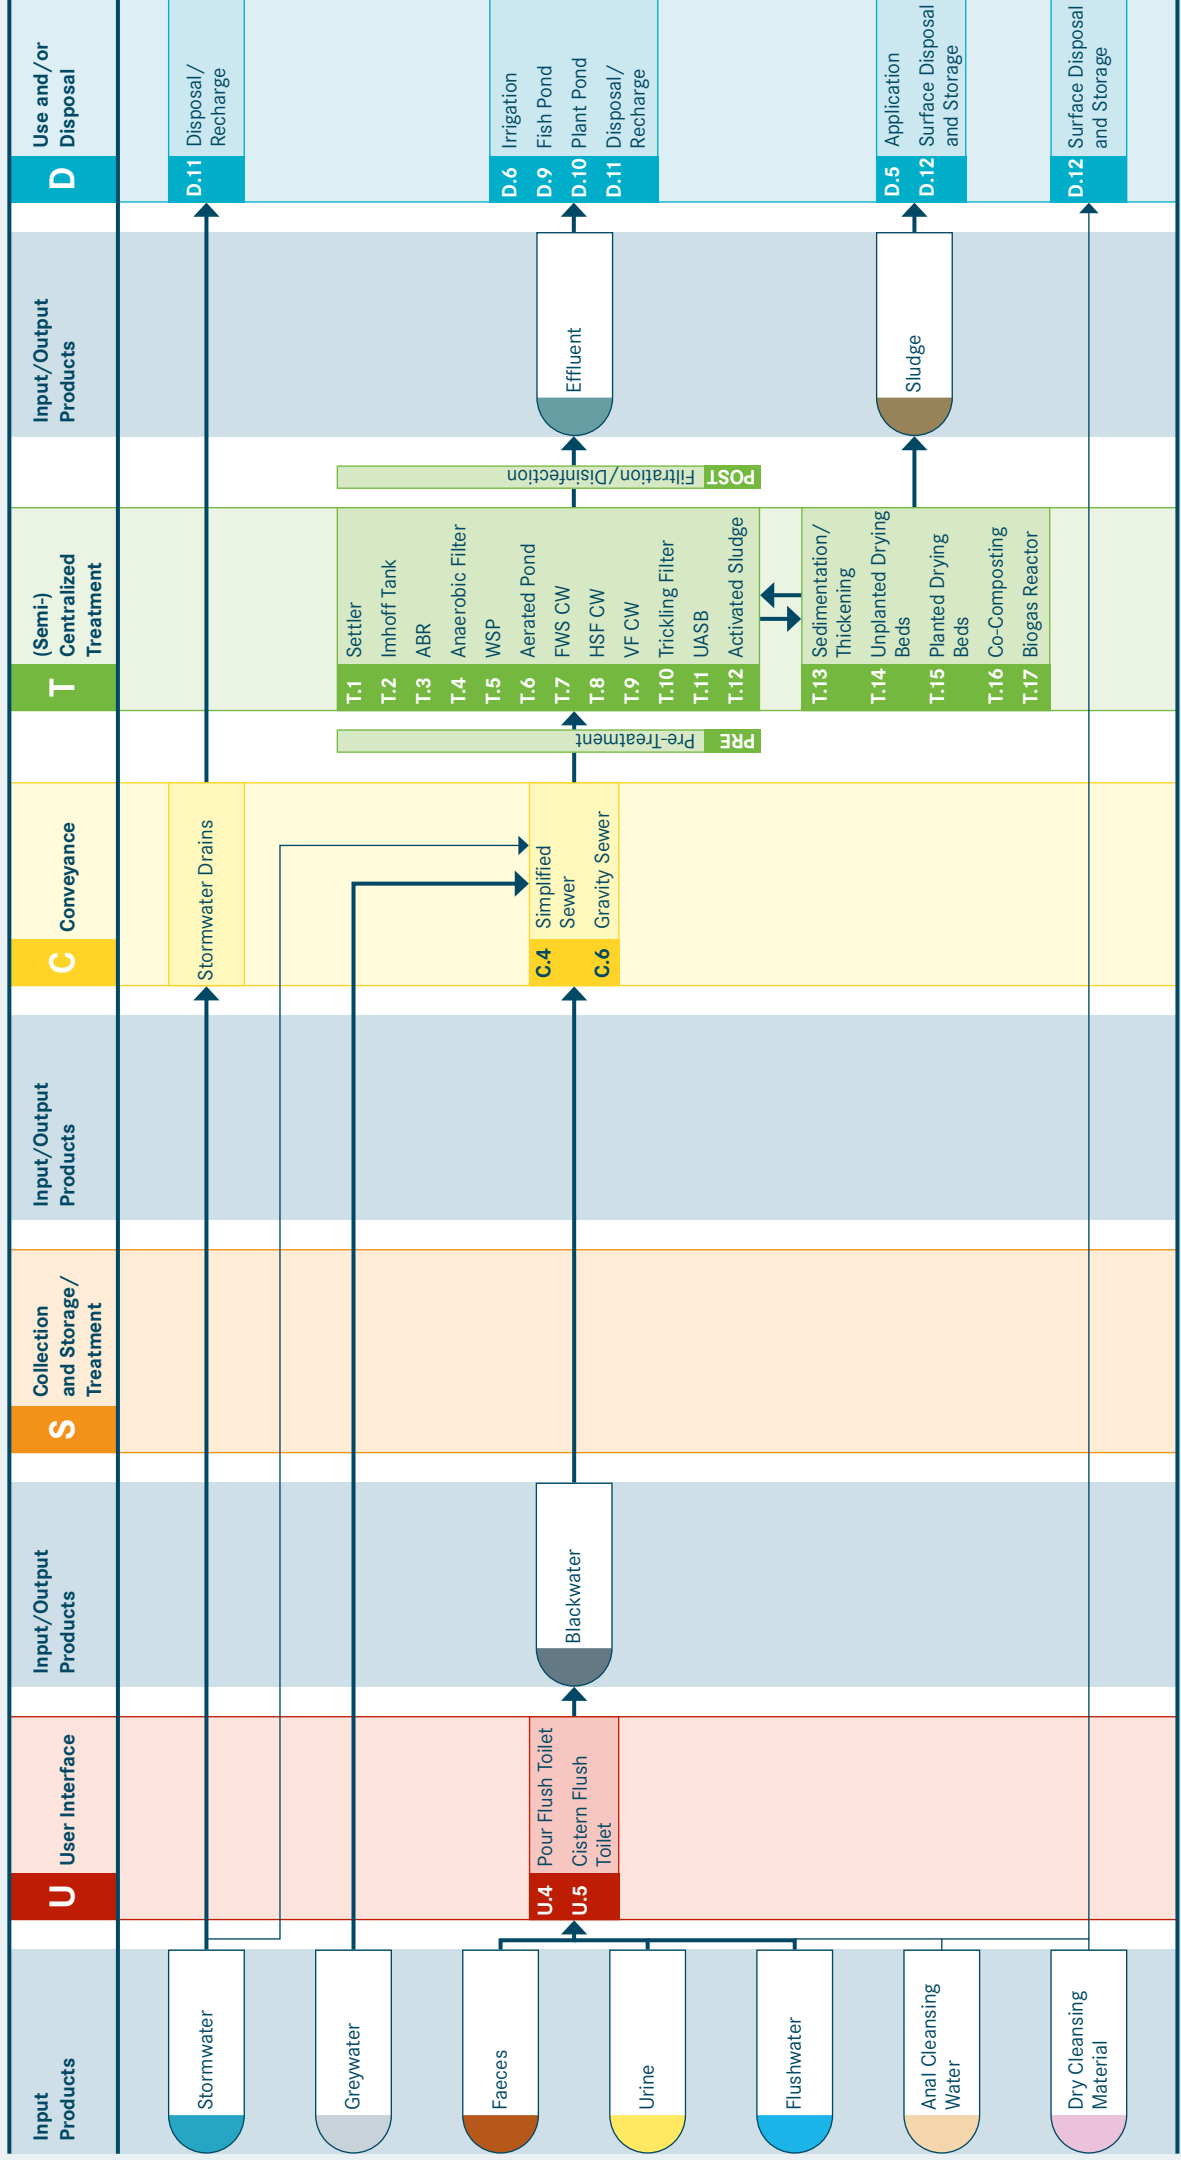 Input
Products
U
User Interface
Input/Output
Products
S
Collection
and Storage/
Treatment
Input/Output
Products
C
Conveyance
T
(Semi-)
Centralized
Treatment
Input/Output
Products
D
Use and/or
Disposal
Stormwater
Stormwater Drains
D.11
Disposal/
Recharge
Greywater
Faeces
Urine
Flushwater
Anal Cleansing
Water
Dry Cleansing
Material
U.4 Pour Flush Toilet
U.5 Cistern Flush
Toilet
Blackwater
C.4 Simplified
Sewer
C.6 Gravity Sewer
PRE Pre-Treatment
T.1 Settler
T.2 Imhoff Tank
T.3 ABR
T.4 Anaerobic Filter
T.5 WSP
T.6 Aerated Pond
T.7 FWS CW
T.8 HSF CW
T.9 VF CW
T.10 Trickling Filter
T.11 UASB
T.12 Activated Sludge
T.13 Sedimentation/
Thickening
T.14 Unplanted Drying
Beds
T.15 Planted Drying
Beds
T.16 Co-Composting
T.17 Biogas Reactor
POST Filtration/Disinfection
Effluent
Sludge
D.6 Irrigation
D.9 Fish Pond
D.10 Plant Pond
D.11 Disposal/
Recharge
D.5 Application
D.12 Surface Disposal
and Storage
D.12 Surface Disposal
and Storage